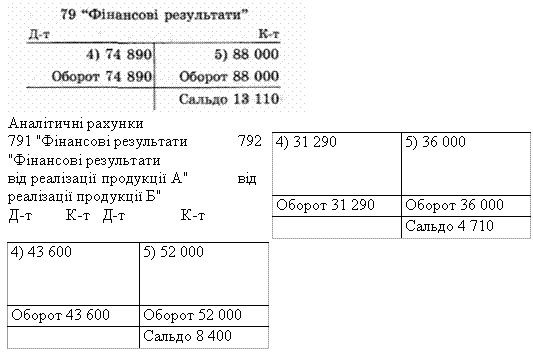 79 “Фінансові результати”
Д-т К-т
4) 74 890 5) 88 000
Оборот 74 890 Оборот 88 000
Сальдо 13 110
Аналітичні рахунки
791 "Фінансові результати 792
"Фінансові результати
від реалізації продукції А" від
реалізації продукції Б"
Д-т К-т Д-т К-т
4) 31 290 5) 36 000
Оборот 31 290 Оборот 36 000
Сальдо 4 710
4) 43 600 5) 52 000
Оборот 43 600 Оборот 52 000
Сальдо 8 400